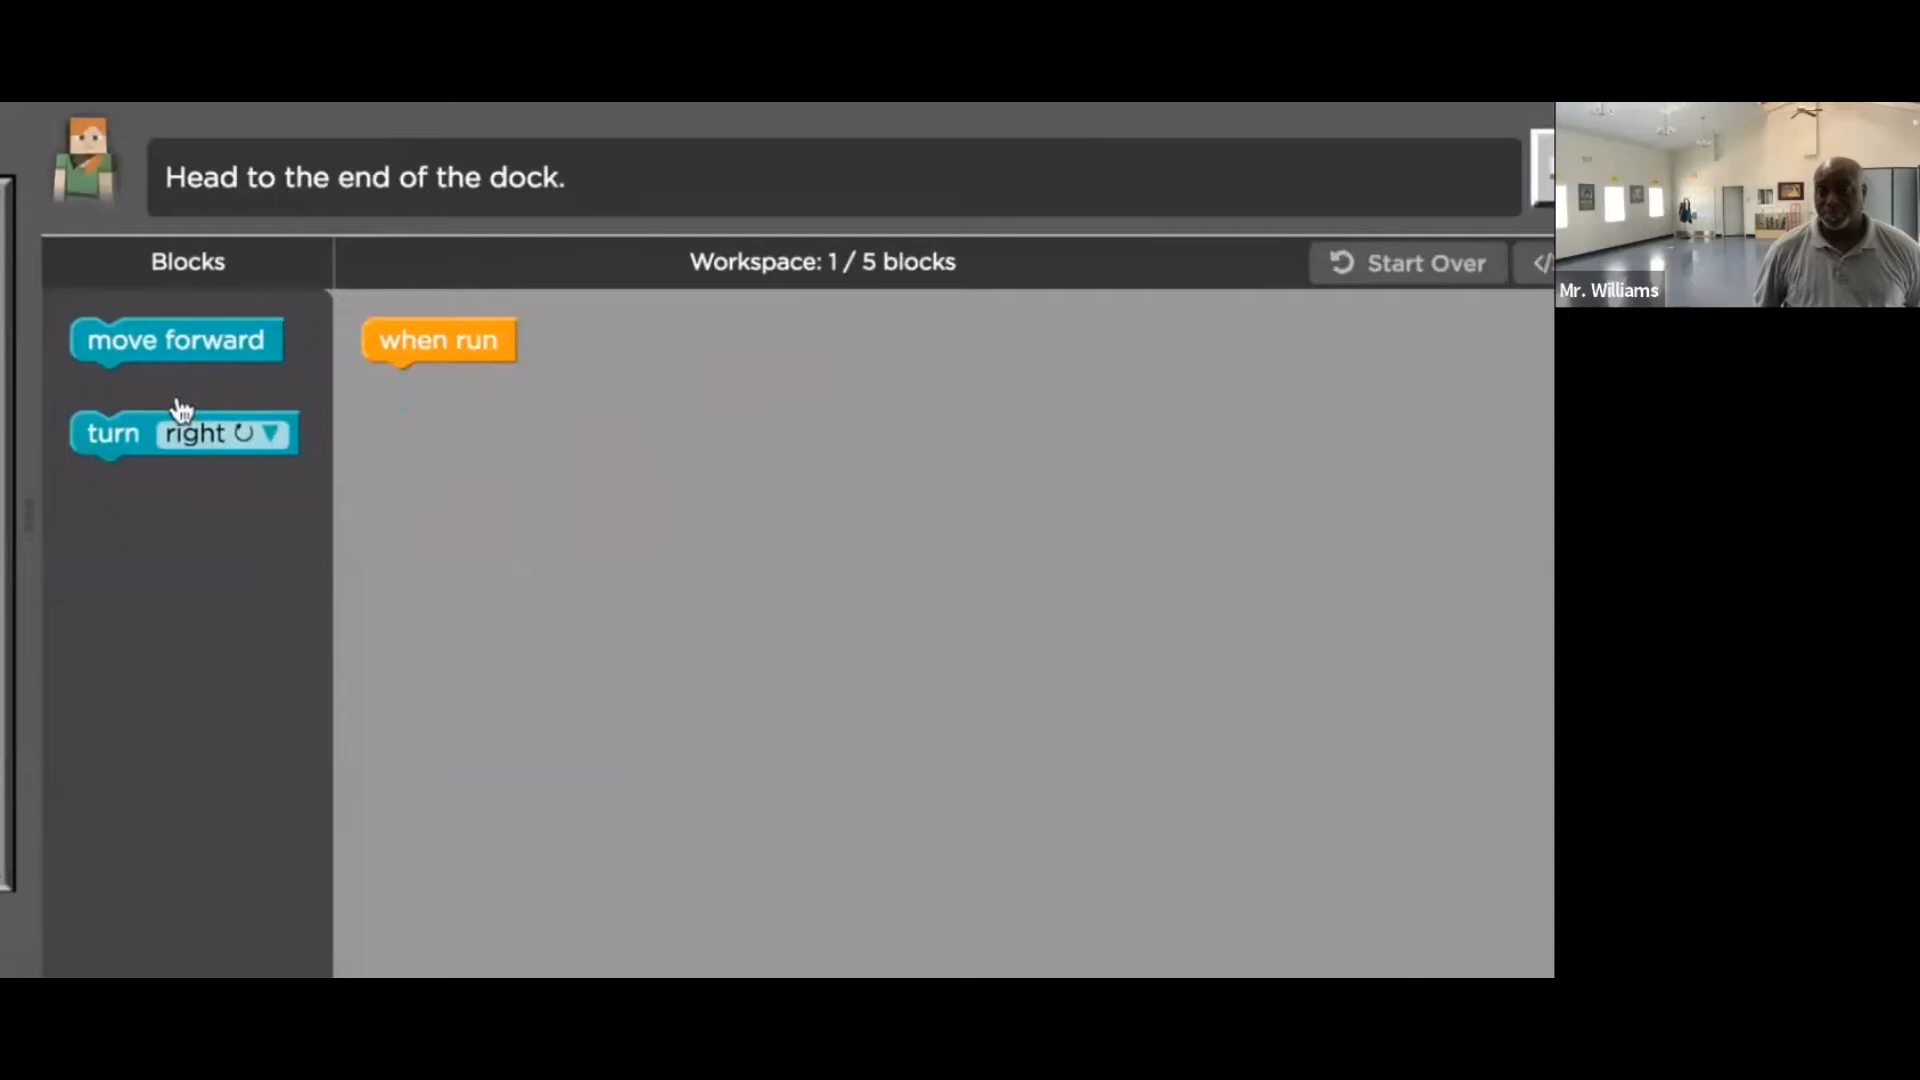 Head to the end of the dock.
Blocks
Workspace: 1 / 5 blocks
Start Over
</
move forward
when run
turn right
Mr. Williams